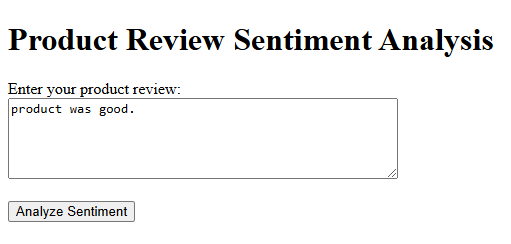 Product Review Sentiment Analysis
Enter your product review:
product was good.
Analyze Sentiment